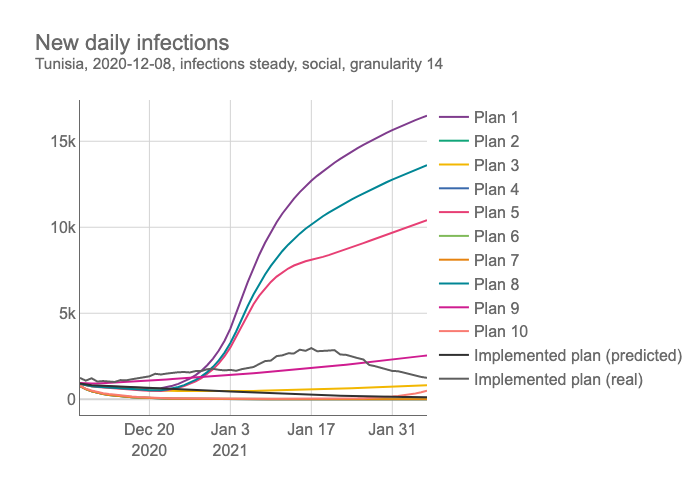 New daily infections
Tunisia, 2020-12-08, infections steady, social, granularity 14
15k
10k
5k
0
Dec 20
2020
Jan 3
2021
Jan 17
Jan 31
Plan 1
Plan 2
Plan 3
Plan 4
Plan 5
Plan 6
Plan 7
Plan 8
Plan 9
Plan 10
Implemented plan (predicted)
Implemented plan (real)